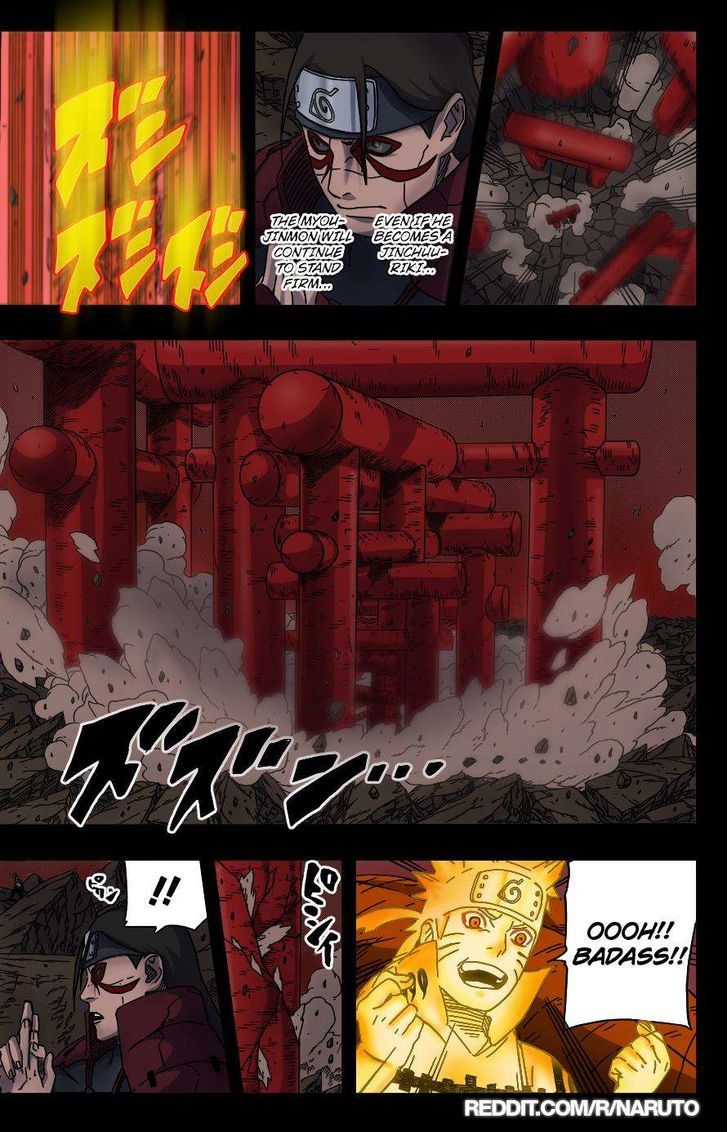 EVEN IF HE
BECOMES A
JINCHUU-
RIKI...
THE MYOU-
JINMON WILL
CONTINUE
TO STAND
FIRM...
ズシ
ズシズシ
ズズズン...
OOOH!!
BADASS!!
!!
REDDIT.COM/R/NARUTO